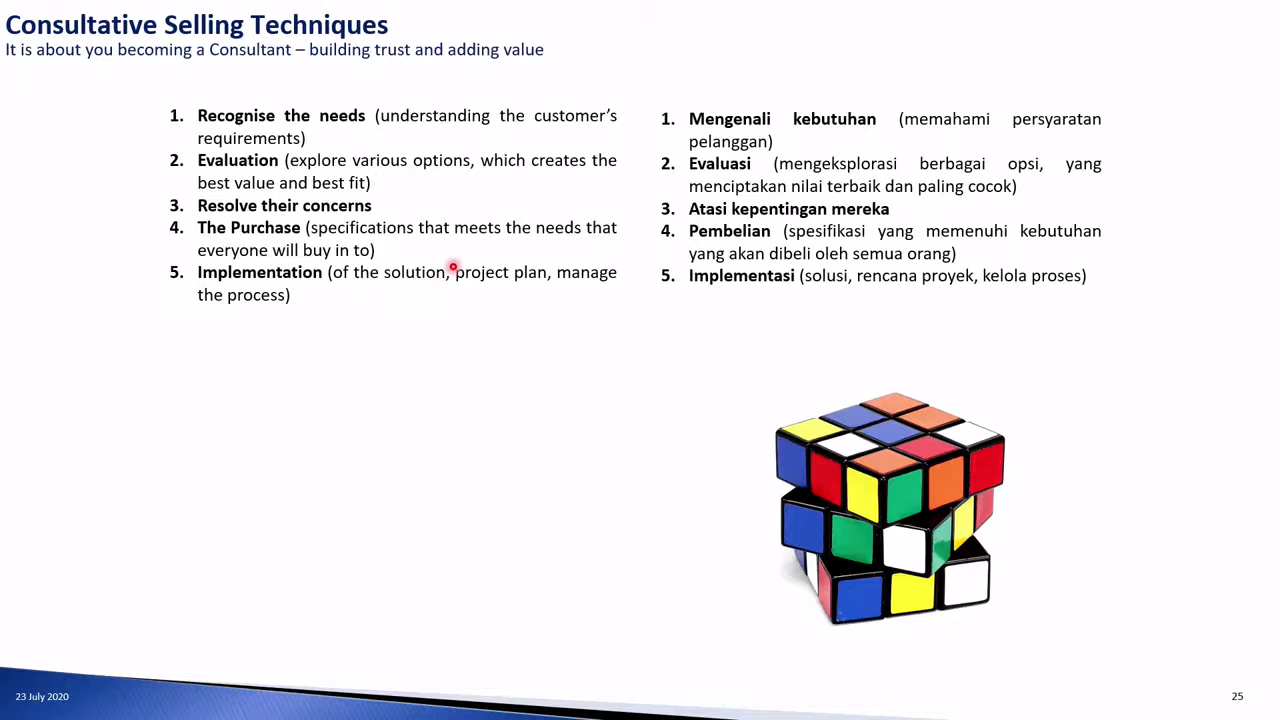 Consultative Selling Techniques
It is about you becoming a Consultant – building trust and adding value
1. Recognise the needs (understanding the customer's
requirements)
2. Evaluation (explore various options, which creates the
best value and best fit)
3. Resolve their concerns
4. The Purchase (specifications that meets the needs that
everyone will buy in to)
5. Implementation (of the solution, project plan, manage
the process)
1. Mengenali kebutuhan (memahami persyaratan
pelanggan)
2. Evaluasi (mengeksplorasi berbagai opsi, yang
menciptakan nilai terbaik dan paling cocok)
3. Atasi kepentingan mereka
4. Pembelian (spesifikasi yang memenuhi kebutuhan
yang akan dibeli oleh semua orang)
5. Implementasi (solusi, rencana proyek, kelola proses)
23 July 2020
25